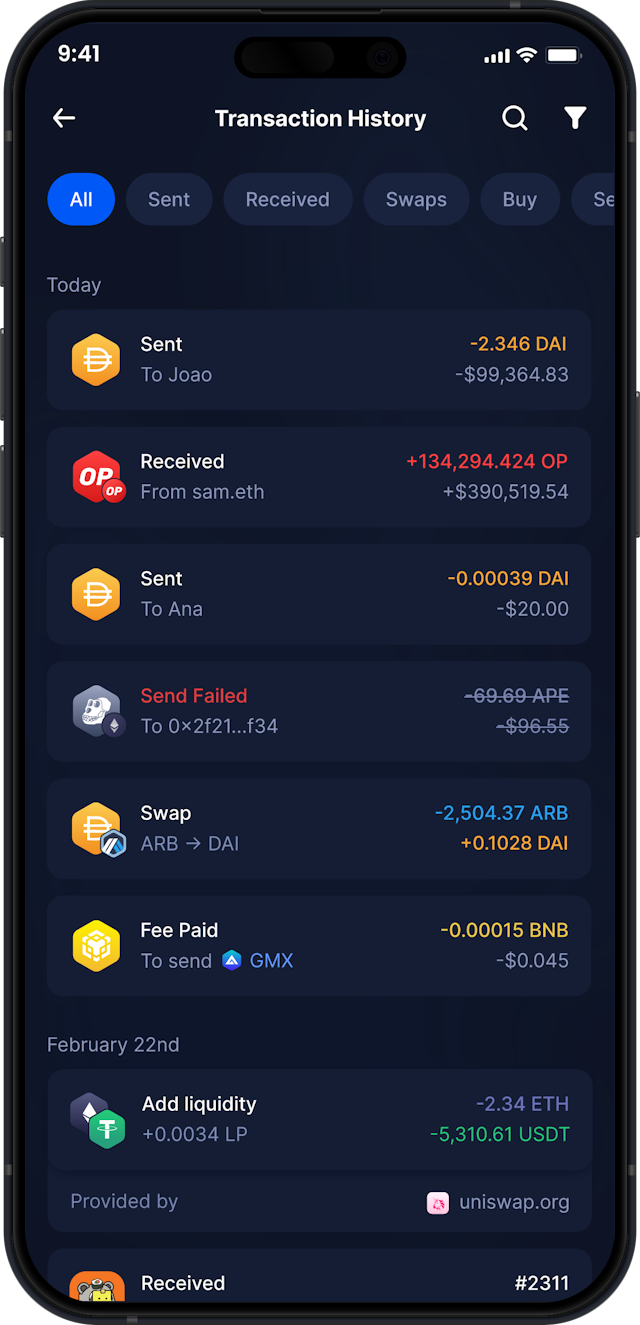 9:41
Transaction History
All Sent Received Swaps Buy Se
Today
Sent -2.346 DAI
To Joao -$99,364.83
OP OP
Received +134,294.424 OP
From sam.eth +$390,519.54
Sent -0.00039 DAI
To Ana -$20.00
Send Failed -69.69 APE
To 0×2f21...f34 -$96.55
Swap -2,504.37 ARB
ARB → DAI +0.1028 DAI
Fee Paid -0.00015 BNB
To send GMX -$0.045
February 22nd
Add liquidity -2.34 ETH
+0.0034 LP -5,310.61 USDT
Provided by uniswap.org
Received #2311